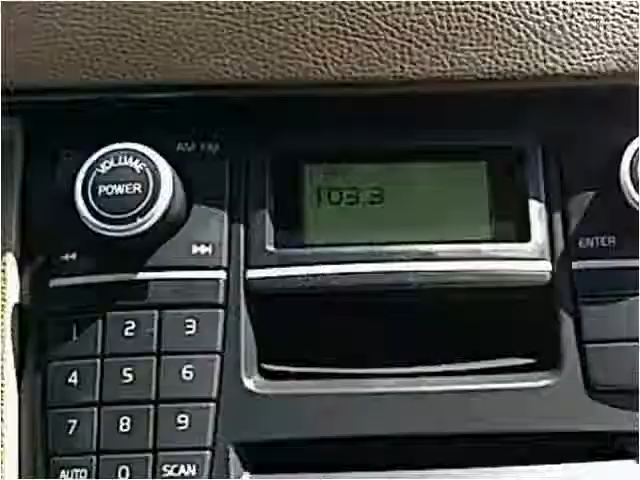 AM FM
VOLUME
POWER
103.3
ENTER
1 2 3
4 5 6
7 8 9
AUTO 0 SCAN